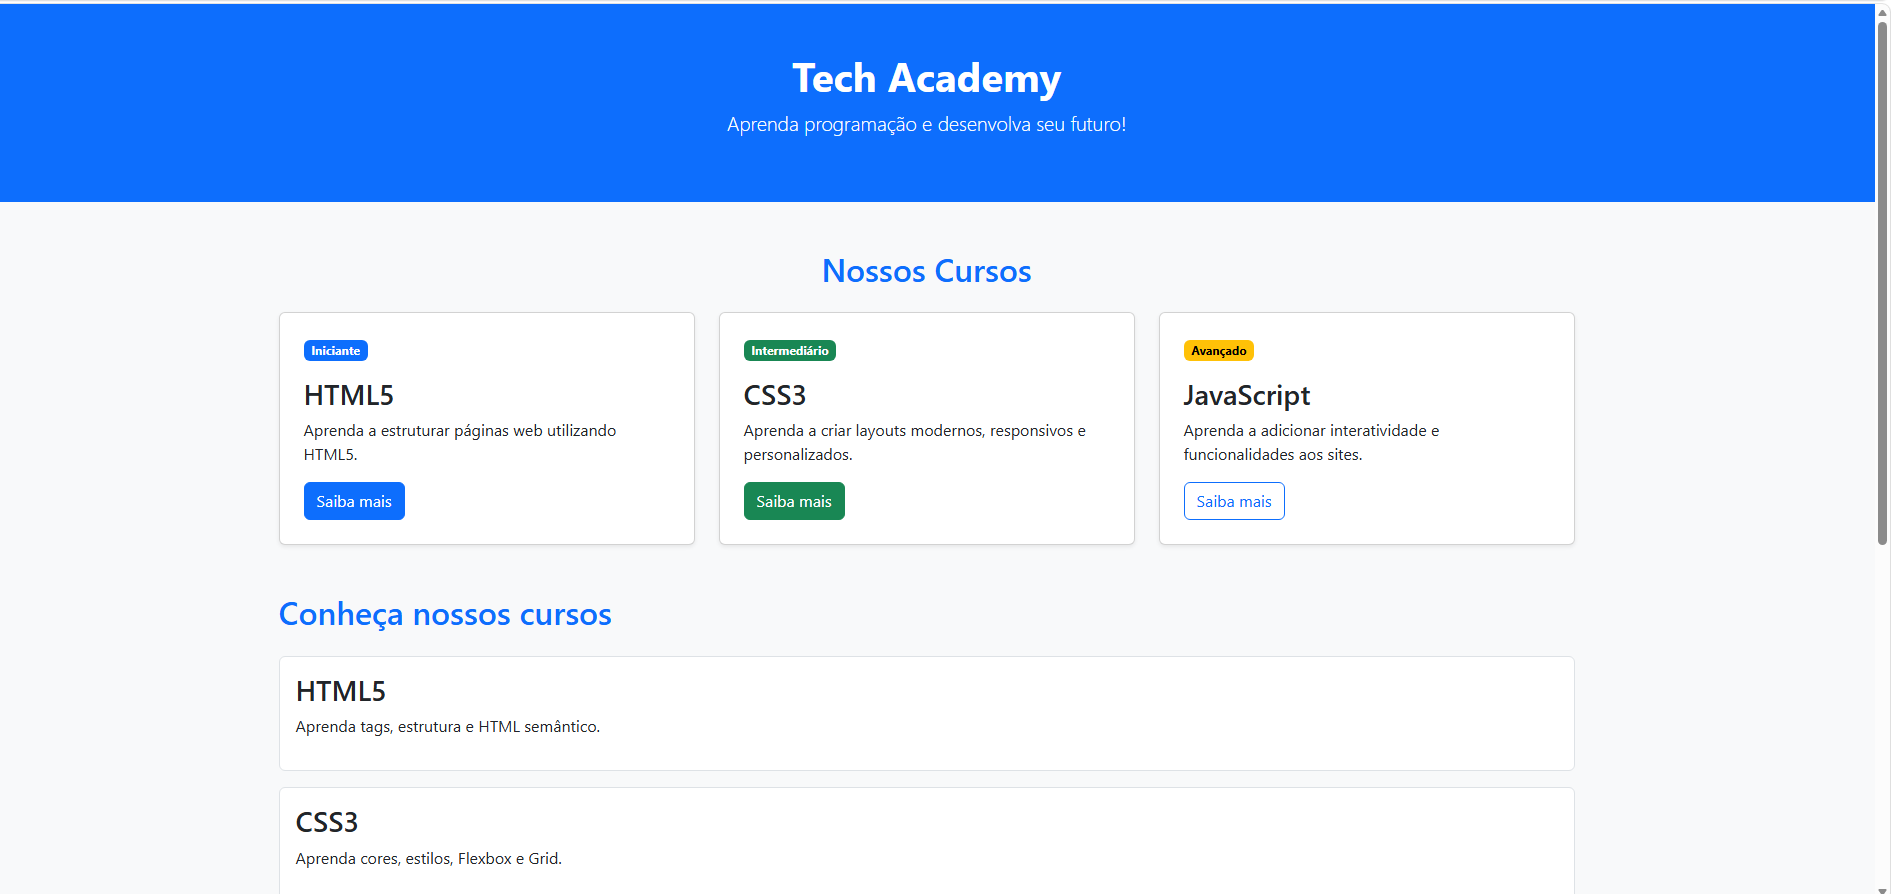 Tech Academy
Aprenda programação e desenvolva seu futuro!
Nossos Cursos
Iniciante
HTML5
Aprenda a estruturar páginas web utilizando
HTML5.
Saiba mais
Intermediário
CSS3
Aprenda a criar layouts modernos, responsivos e
personalizados.
Saiba mais
Avançado
JavaScript
Aprenda a adicionar interatividade e
funcionalidades aos sites.
Saiba mais
Conheça nossos cursos
HTML5
Aprenda tags, estrutura e HTML semântico.
CSS3
Aprenda cores, estilos, Flexbox e Grid.